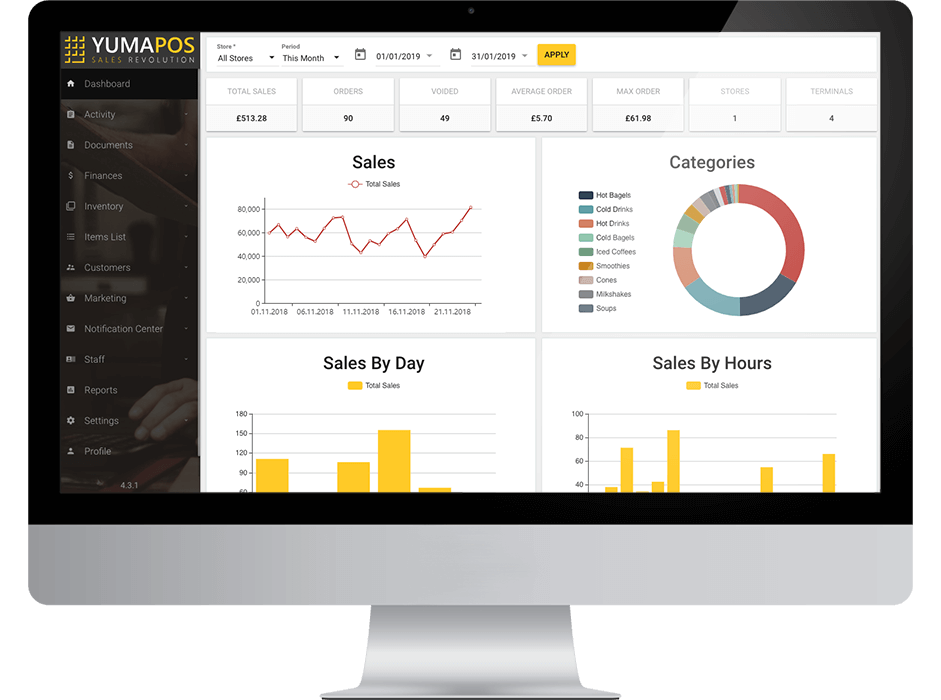 YUMAPOS
SALES REVOLUTION
Dashboard
Activity
Documents
Finances
Inventory
Items List
Customers
Marketing
Notification Center
Staff
Reports
Settings
Profile
4.3.1
Store * Period
All Stores This Month 01/01/2019 31/01/2019 APPLY
TOTAL SALES ORDERS VOIDED AVERAGE ORDER MAX ORDER STORES TERMINALS
£513.28 90 49 £5.70 £61.98 1 4
Sales
Total Sales
80,000
60,000
40,000
20,000
0
01.11.2018 06.11.2018 11.11.2018 16.11.2018 21.11.2018
Categories
Hot Bagels
Cold Drinks
Hot Drinks
Cold Bagels
Iced Coffees
Smoothies
Cones
Milkshakes
Soups
Sales By Day
Total Sales
180
150
120
90
60
Sales By Hours
Total Sales
100
80
60
40